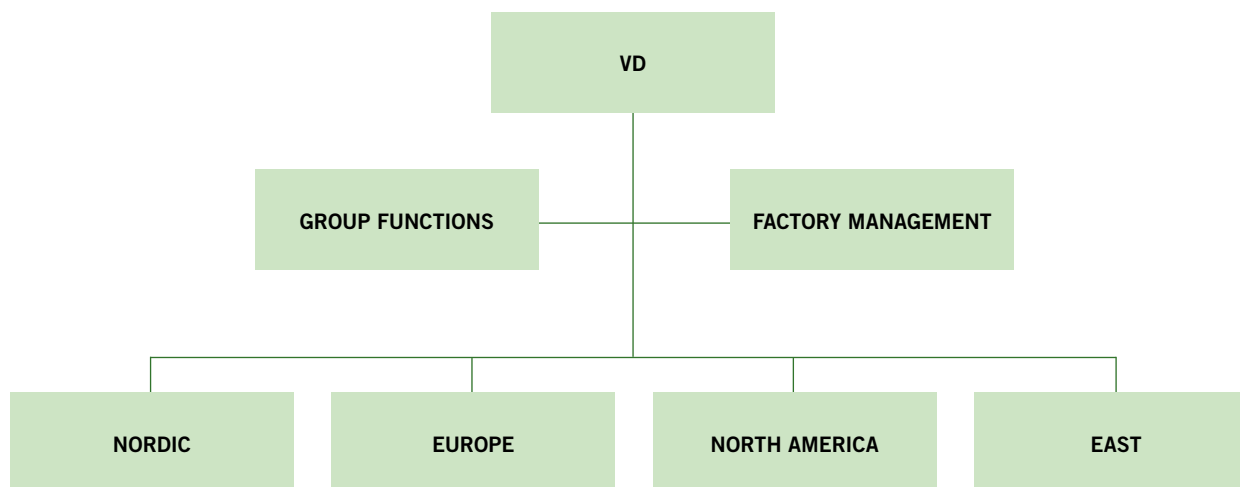 VD
GROUP FUNCTIONS
FACTORY MANAGEMENT
NORDIC
EUROPE
NORTH AMERICA
EAST